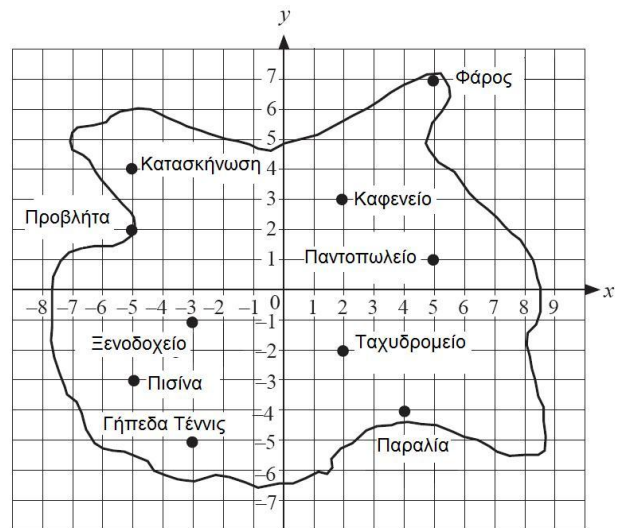 y
7
Φάρος
6
5
4
Κατασκήνωση
3
Καφενείο
Προβλήτα
2
Παντοπωλείο
1
x
–8 –7 –6 –5 –4 –3 –2 –1 0 1 2 3 4 5 6 7 8 9
–1
Ξενοδοχείο
Ταχυδρομείο
–2
Πισίνα
–3
Γήπεδα Τέννις
–4
–5
Παραλία
–6
–7